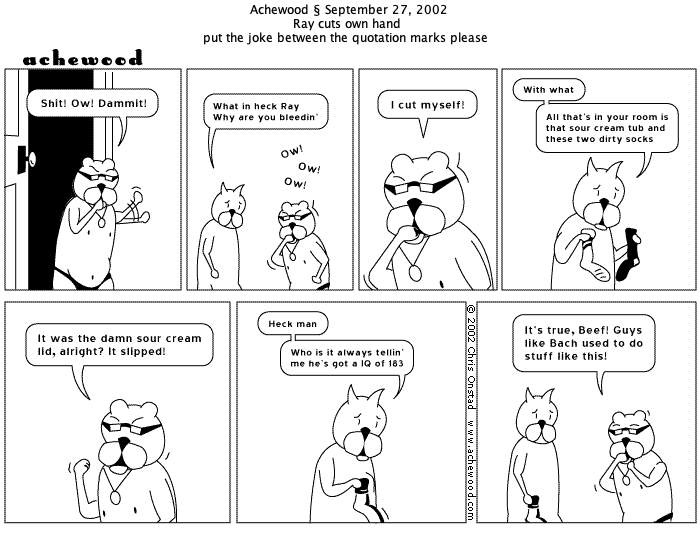 Achewood § September 27, 2002
Ray cuts own hand
put the joke between the quotation marks please
achewood
Shit! Ow! Dammit!
What in heck Ray
Why are you bleedin'
Ow!
Ow!
Ow!
I cut myself!
With what
All that's in your room is
that sour cream tub and
these two dirty socks
It was the damn sour cream
lid, alright? It slipped!
Heck man
Who is it always tellin'
me he's got a IQ of 183
© 2002 Chris Onstad www.achewood.com
It's true, Beef! Guys
like Bach used to do
stuff like this!